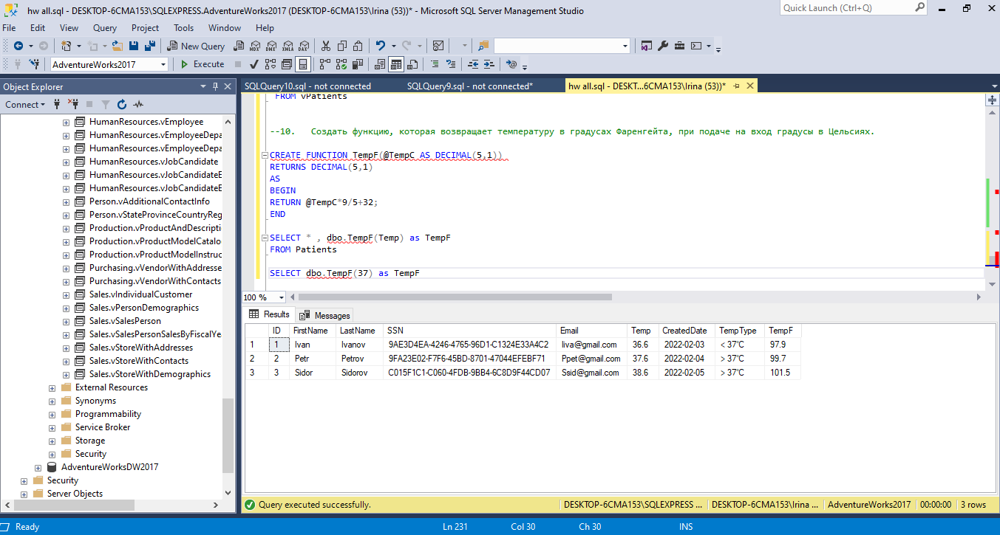 hw all.sql - DESKTOP-6CMA153\SQLEXPRESS.AdventureWorks2017 (DESKTOP-6CMA153\Irina (53))* - Microsoft SQL Server Management Studio
Quick Launch (Ctrl+Q)
File Edit View Query Project Tools Window Help
New Query MDX DMX XMLA DAX
AdventureWorks2017 Execute
Object Explorer
Connect
HumanResources.vEmployee
HumanResources.vEmployeeDepa
HumanResources.vEmployeeDepa
HumanResources.vJobCandidate
HumanResources.vJobCandidateE
HumanResources.vJobCandidateE
Person.vAdditionalContactInfo
Person.vStateProvinceCountryReg
Production.vProductAndDescripti
Production.vProductModelCatalo
Production.vProductModelInstruc
Purchasing.vVendorWithAddresse
Purchasing.vVendorWithContacts
Sales.vIndividualCustomer
Sales.vPersonDemographics
Sales.vSalesPerson
Sales.vSalesPersonSalesByFiscalYe
Sales.vStoreWithAddresses
Sales.vStoreWithContacts
Sales.vStoreWithDemographics
External Resources
Synonyms
Programmability
Service Broker
Storage
Security
AdventureWorksDW2017
Security
Server Objects
SQLQuery10.sql - not connected SQLQuery9.sql - not connected* hw all.sql - DESKT...6CMA153\Irina (53))*
FROM vPatients
--10. Создать функцию, которая возвращает температуру в градусах Фаренгейта, при подаче на вход градусы в Цельсиях.
CREATE FUNCTION TempF(@TempC AS DECIMAL(5,1))
RETURNS DECIMAL(5,1)
AS
BEGIN
RETURN @TempC*9/5+32;
END
SELECT * , dbo.TempF(Temp) as TempF
FROM Patients
SELECT dbo.TempF(37) as TempF
100 %
Results Messages
ID FirstName LastName SSN Email Temp CreatedDate TempType TempF
1 1 Ivan Ivanov 9AE3D4EA-4246-4765-96D1-C1324E33A4C2 Iiva@gmail.com 36.6 2022-02-03 < 37°C 97.9
2 2 Petr Petrov 9FA23E02-F7F6-45BD-8701-47044EFEBF71 Ppet@gmail.com 37.6 2022-02-04 > 37°C 99.7
3 3 Sidor Sidorov C015F1C1-C060-4FDB-9BB4-6C8D9F44CD07 Ssid@gmail.com 38.6 2022-02-05 > 37°C 101.5
Query executed successfully. DESKTOP-6CMA153\SQLEXPRESS ... DESKTOP-6CMA153\Irina ... AdventureWorks2017 00:00:00 3 rows
Ready Ln 231 Col 30 Ch 30 INS